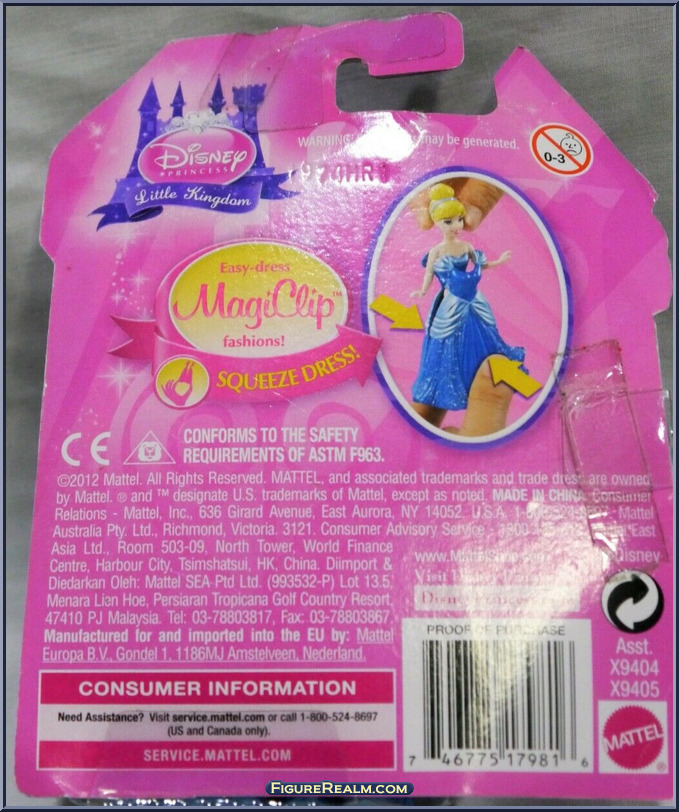 DISNEY
PRINCESS
Little Kingdom
WARNING: may be generated.
0-3
Easy-dress
MagiClip™
fashions!
SQUEEZE DRESS!
CE
CONFORMS TO THE SAFETY
REQUIREMENTS OF ASTM F963.
©2012 Mattel. All Rights Reserved. MATTEL, and associated trademarks and trade dress are owned
by Mattel. ® and ™ designate U.S. trademarks of Mattel, except as noted. MADE IN CHINA. Consumer
Relations - Mattel, Inc., 636 Girard Avenue, East Aurora, NY 14052, U.S.A. Mattel
Australia Pty. Ltd., Richmond, Victoria. 3121. Consumer Advisory Service East
Asia Ltd., Room 503-09, North Tower, World Finance
Centre, Harbour City, Tsimshatsui, HK, China. Diimport &
Diedarkan Oleh: Mattel SEA Ptd Ltd. (993532-P) Lot 13.5,
Menara Lian Hoe, Persiaran Tropicana Golf Country Resort,
47410 PJ Malaysia. Tel: 03-78803817, Fax: 03-78803867.
Manufactured for and imported into the EU by: Mattel
Europa B.V., Gondel 1, 1186MJ Amstelveen, Nederland.
Disney
Visit
PROOF OF PURCHASE
7 46775 17981 6
Asst.
X9404
X9405
MATTEL
CONSUMER INFORMATION
Need Assistance? Visit service.mattel.com or call 1-800-524-8697
(US and Canada only).
SERVICE.MATTEL.COM
FIGUREREALM.COM